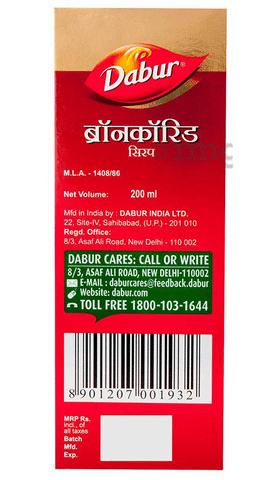 Dabur®
ब्रॉनकॉरिड
सिरप
M.L.A. - 1408/86
Net Volume: 200 ml
Mfd in India by : DABUR INDIA LTD.
22, Site-IV, Sahibabad, (U.P.) - 201 010
Regd. Office:
8/3, Asaf Ali Road, New Delhi - 110 002
DABUR CARES: CALL OR WRITE
8/3, ASAF ALI ROAD, NEW DELHI-110002
E-MAIL : daburcares@feedback.dabur
Website: dabur.com
TOLL FREE 1800-103-1644
8 901207 001932
MRP Rs.
incl., of
all taxes
Batch
Mfd.
Exp.